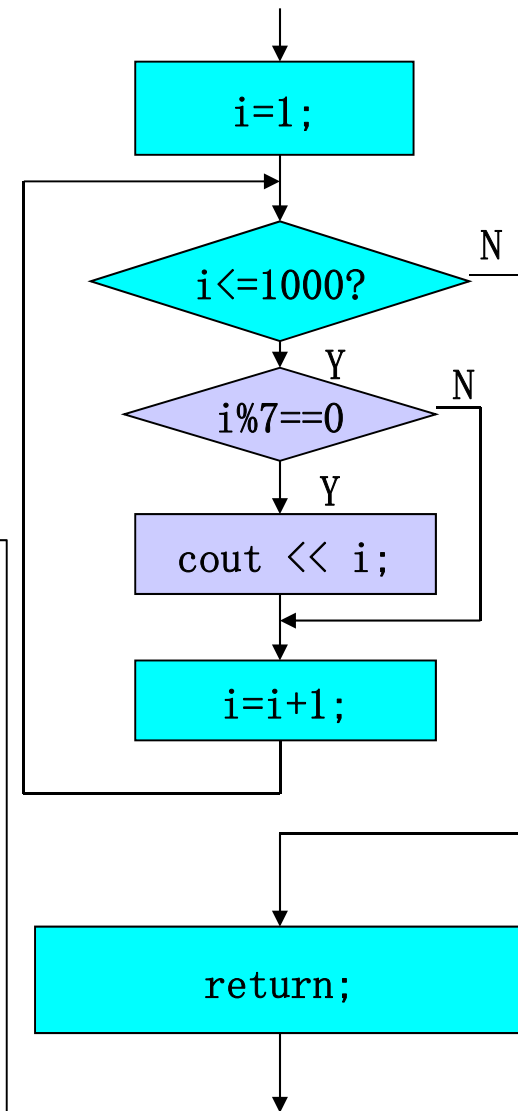 i=1;
N
i<=1000?
Y
N
i%7==0
Y
cout << i;
i=i+1;
return;